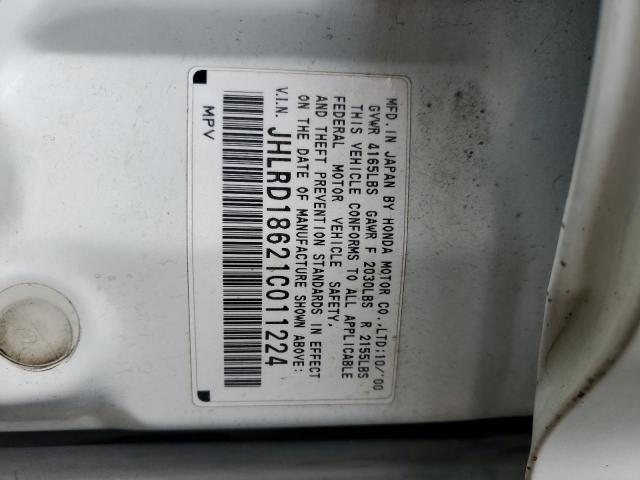 MFD. IN JAPAN BY HONDA MOTOR CO.,LTD:10/'00
GVWR 4165LBS GAWR F 2030LBS R 2155LBS
THIS VEHICLE CONFORMS TO ALL APPLICABLE
FEDERAL MOTOR VEHICLE SAFETY,
AND THEFT PREVENTION STANDARDS IN EFFECT
ON THE DATE OF MANUFACTURE SHOWN ABOVE:
V.I.N. JHLRD18621C011224
MPV